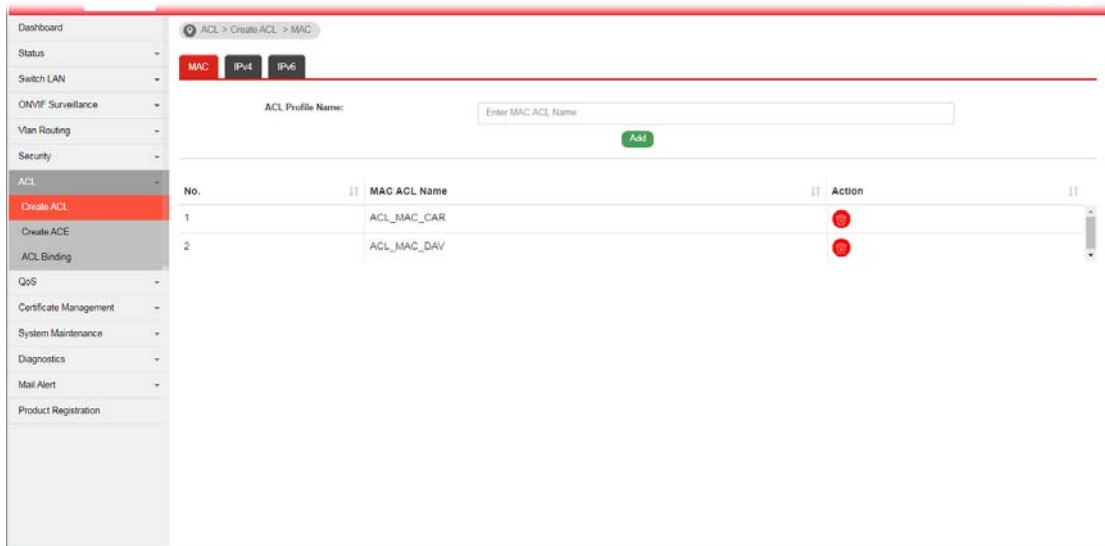 Dashboard
Status
Switch LAN
ONVIF Surveillance
Vlan Routing
Security
ACL
Create ACL
Create ACE
ACL Binding
QoS
Certificate Management
System Maintenance
Diagnostics
Mail Alert
Product Registration
ACL > Create ACL > MAC
MAC IPv4 IPv6
ACL Profile Name: Enter MAC ACL Name
Add
No. MAC ACL Name Action
1 ACL_MAC_CAR
2 ACL_MAC_DAV